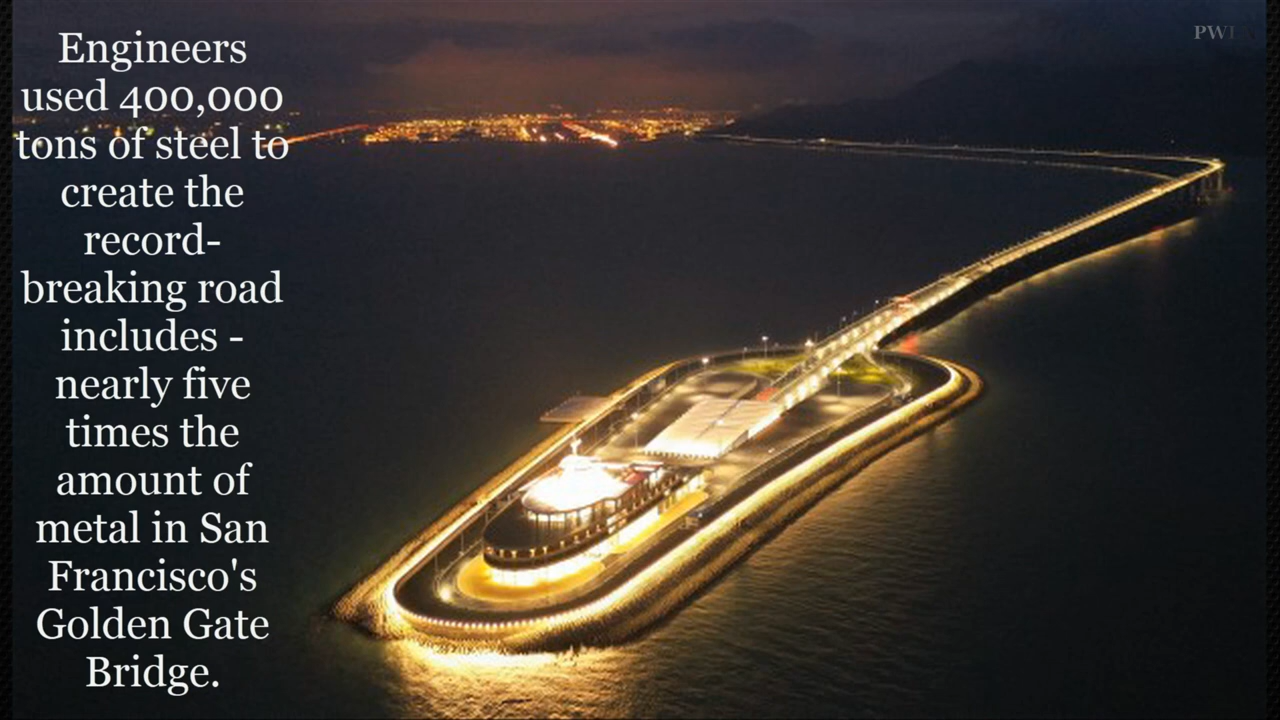 Engineers
used 400,000
tons of steel to
create the
record-
breaking road
includes -
nearly five
times the
amount of
metal in San
Francisco's
Golden Gate
Bridge.